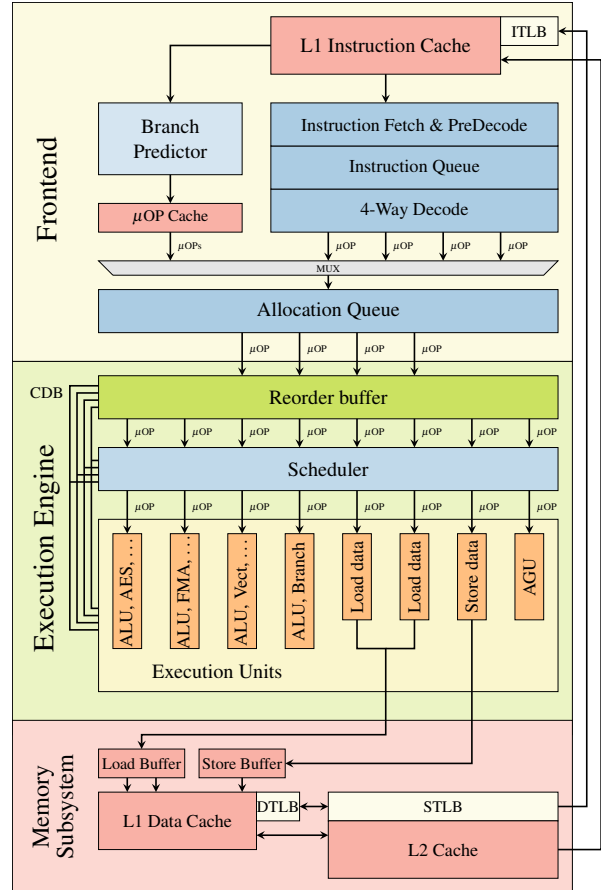 ITLB
L1 Instruction Cache
Frontend
Branch
Predictor
Instruction Fetch & PreDecode
Instruction Queue
μOP Cache
4-Way Decode
μOPs
μOP μOP μOP μOP
MUX
Allocation Queue
μOP μOP μOP μOP
Execution Engine
CDB
Reorder buffer
μOP μOP μOP μOP μOP μOP μOP
Scheduler
μOP μOP μOP μOP μOP μOP μOP
ALU, AES, …
ALU, FMA, …
ALU, Vect, …
ALU, Branch
Load data
Load data
Store data
AGU
Execution Units
Memory
Subsystem
Load Buffer Store Buffer
L1 Data Cache
DTLB
STLB
L2 Cache